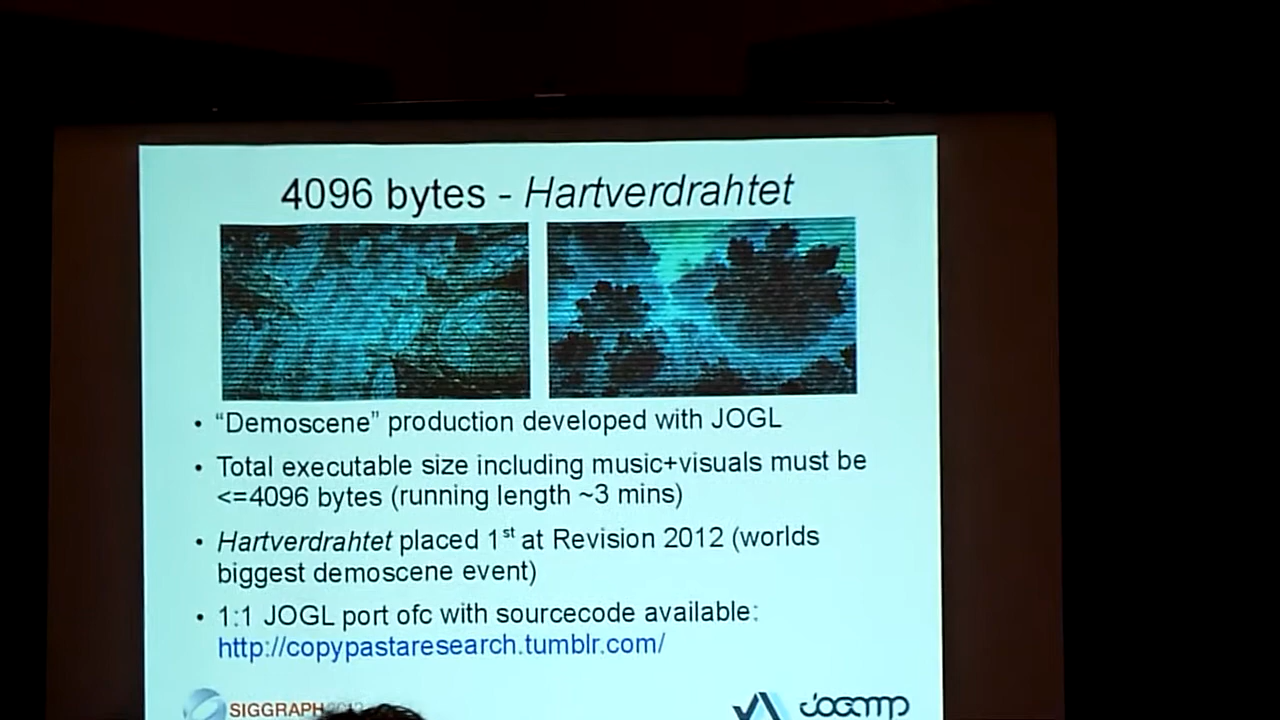 4096 bytes - Hartverdrahtet
• “Demoscene” production developed with JOGL
• Total executable size including music+visuals must be
<=4096 bytes (running length ~3 mins)
• Hartverdrahtet placed 1st at Revision 2012 (worlds
biggest demoscene event)
• 1:1 JOGL port ofc with sourcecode available:
http://copypastaresearch.tumblr.com/
SIGGRAPH2012
JOGAMP